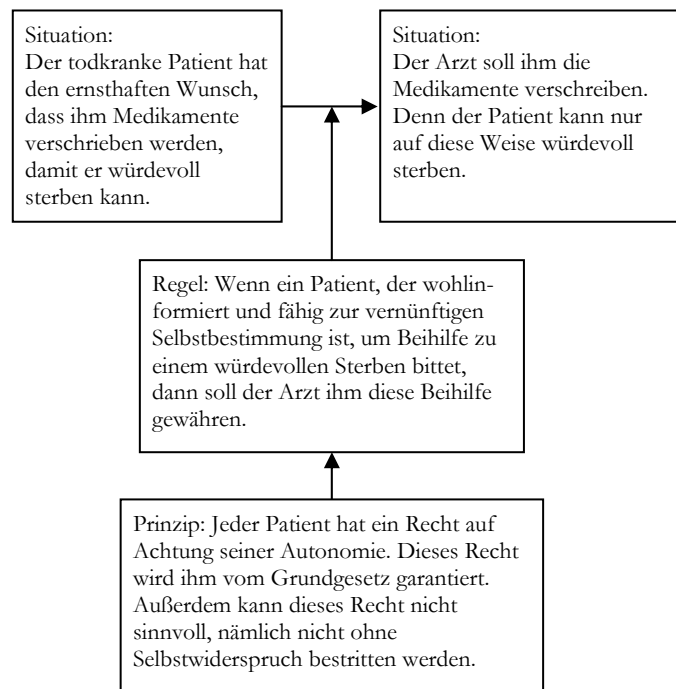 Situation:
Der todkranke Patient hat
den ernsthaften Wunsch,
dass ihm Medikamente
verschrieben werden,
damit er würdevoll
sterben kann.
Situation:
Der Arzt soll ihm die
Medikamente verschreiben.
Denn der Patient kann nur
auf diese Weise würdevoll
sterben.
Regel: Wenn ein Patient, der wohlin-
formiert und fähig zur vernünftigen
Selbstbestimmung ist, um Beihilfe zu
einem würdevollen Sterben bittet,
dann soll der Arzt ihm diese Beihilfe
gewähren.
Prinzip: Jeder Patient hat ein Recht auf
Achtung seiner Autonomie. Dieses Recht
wird ihm vom Grundgesetz garantiert.
Außerdem kann dieses Recht nicht
sinnvoll, nämlich nicht ohne
Selbstwiderspruch bestritten werden.